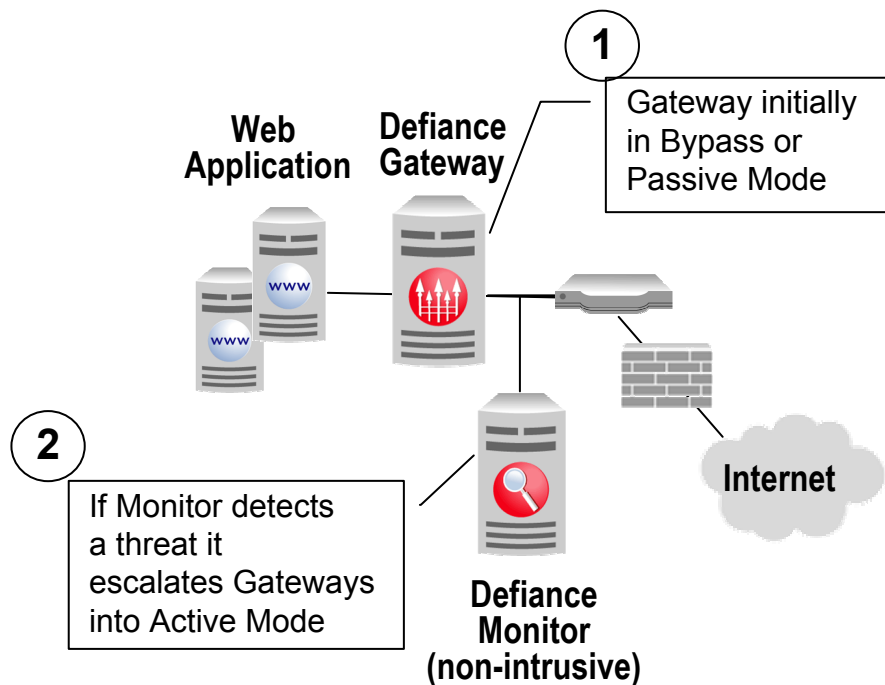 1
Gateway initially
in Bypass or
Passive Mode
Web
Application
Defiance
Gateway
www
www
2
If Monitor detects
a threat it
escalates Gateways
into Active Mode
Internet
Defiance
Monitor
(non-intrusive)